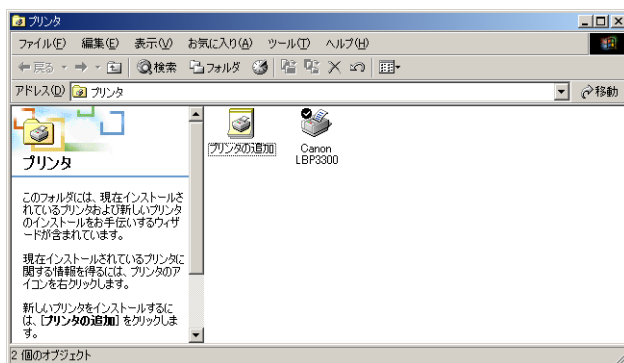 プリンタ
ファイル(F) 編集(E) 表示(V) お気に入り(A) ツール(T) ヘルプ(H)
戻る 検索 フォルダ
アドレス(D) プリンタ 移動
プリンタ
このフォルダには、現在インストールさ
れているプリンタおよび新しいプリンタ
のインストールをお手伝いするウィザ
ードが含まれています。
現在インストールされているプリンタに
関する情報を得るには、プリンタのア
イコンを右クリックします。
新しいプリンタをインストールするに
は、[プリンタの追加] をクリックしま
す。
プリンタの追加
Canon
LBP3300
2 個のオブジェクト